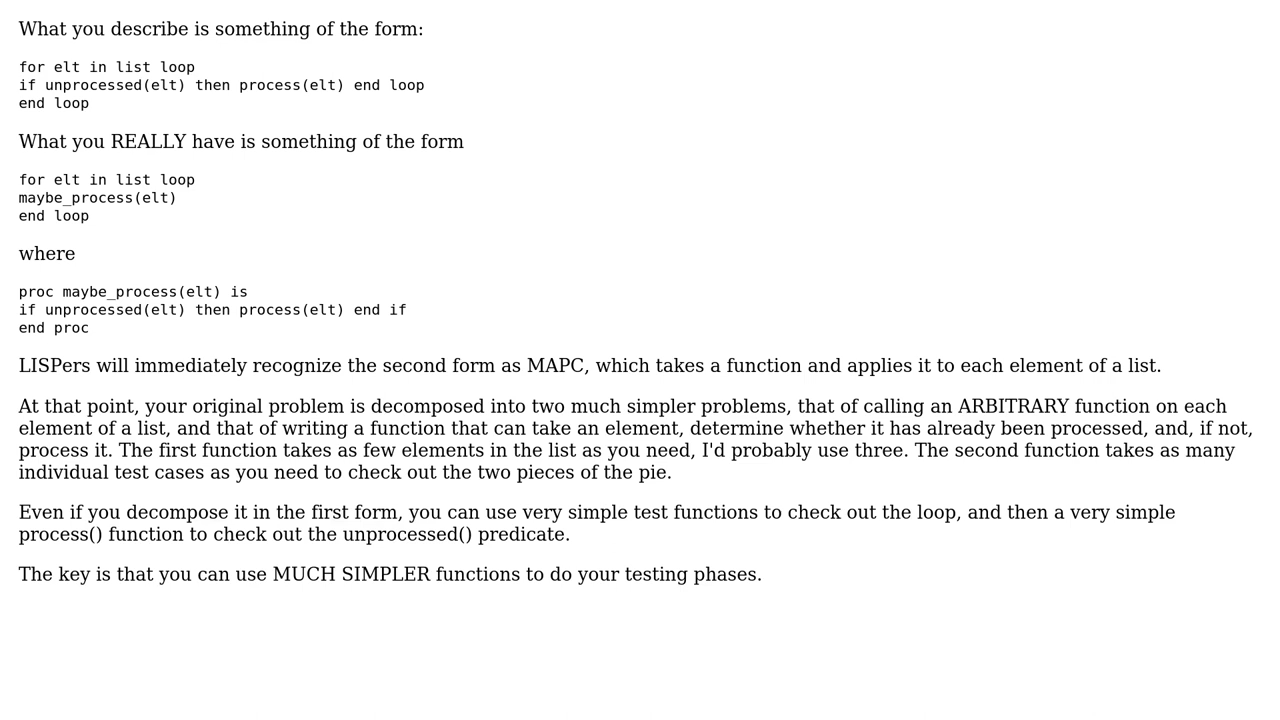 What you describe is something of the form:
for elt in list loop
if unprocessed(elt) then process(elt) end loop
end loop
What you REALLY have is something of the form
for elt in list loop
maybe_process(elt)
end loop
where
proc maybe_process(elt) is
if unprocessed(elt) then process(elt) end if
end proc
LISPers will immediately recognize the second form as MAPC, which takes a function and applies it to each element of a list.
At that point, your original problem is decomposed into two much simpler problems, that of calling an ARBITRARY function on each
element of a list, and that of writing a function that can take an element, determine whether it has already been processed, and, if not,
process it. The first function takes as few elements in the list as you need, I'd probably use three. The second function takes as many
individual test cases as you need to check out the two pieces of the pie.
Even if you decompose it in the first form, you can use very simple test functions to check out the loop, and then a very simple
process() function to check out the unprocessed() predicate.
The key is that you can use MUCH SIMPLER functions to do your testing phases.